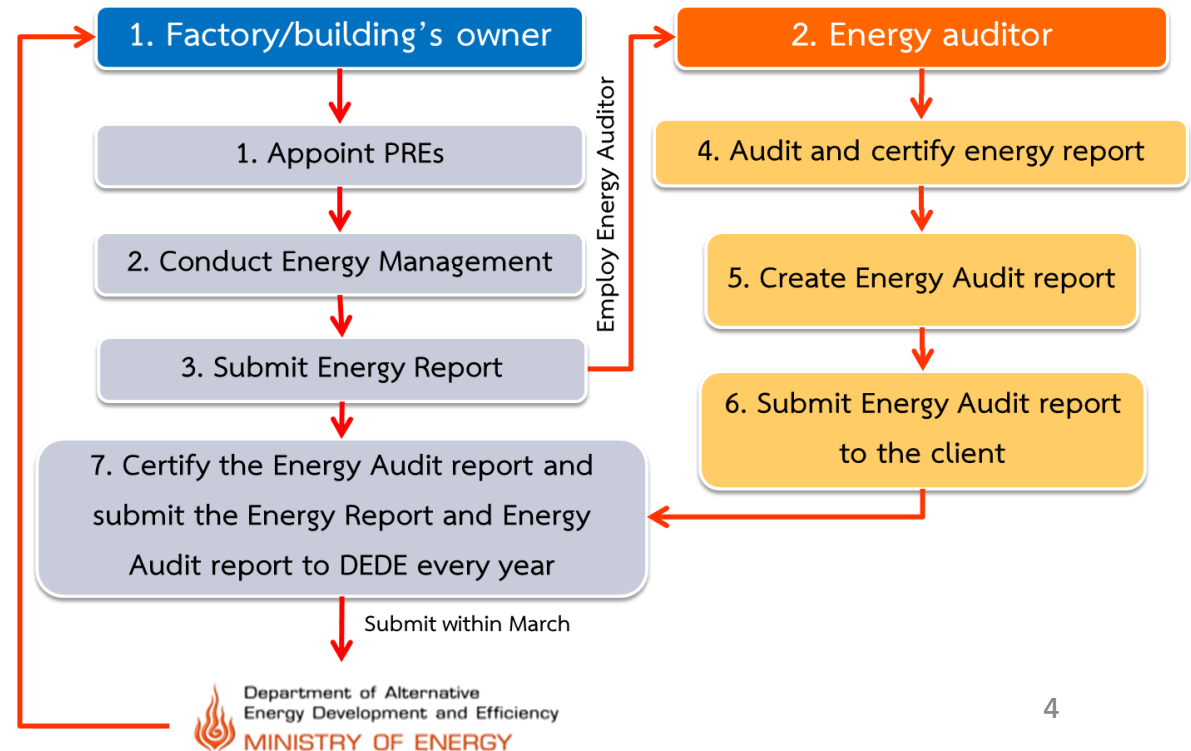 1. Factory/building's owner
1. Appoint PREs
2. Conduct Energy Management
3. Submit Energy Report
7. Certify the Energy Audit report and
submit the Energy Report and Energy
Audit report to DEDE every year
Submit within March
Department of Alternative
Energy Development and Efficiency
MINISTRY OF ENERGY
Employ Energy Auditor
2. Energy auditor
4. Audit and certify energy report
5. Create Energy Audit report
6. Submit Energy Audit report
to the client
4